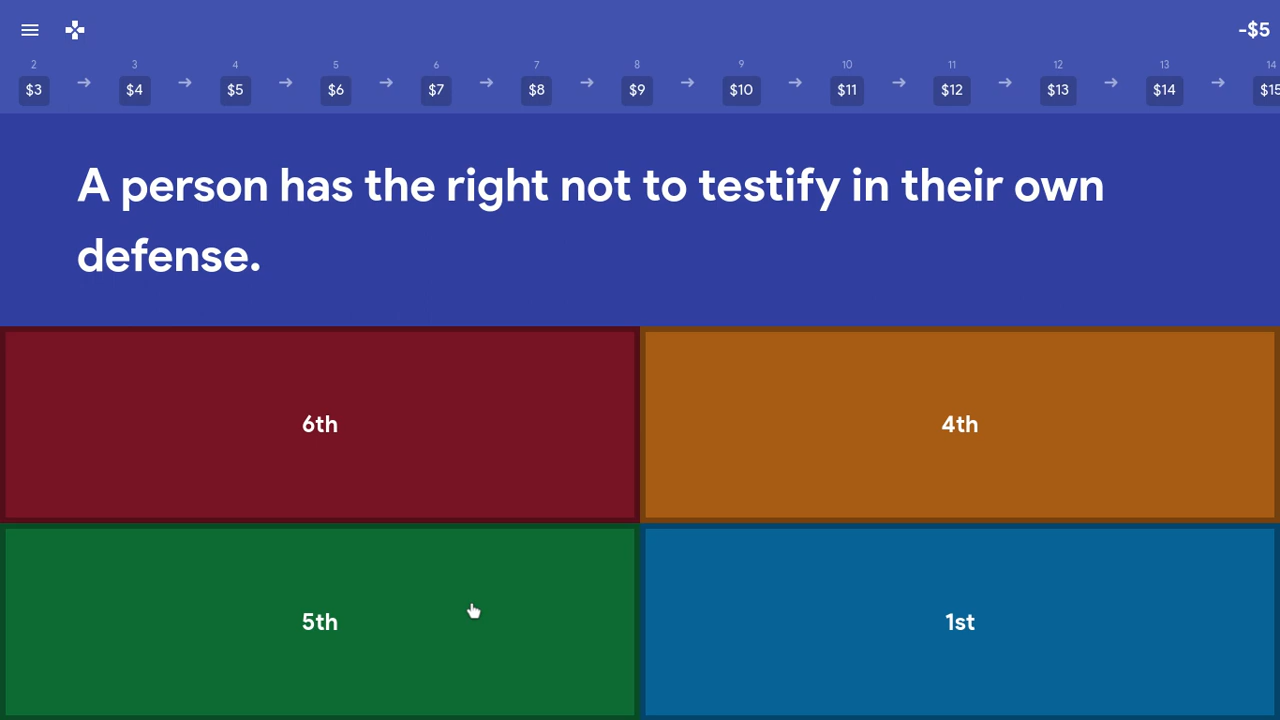 -$5
2 3 4 5 6 7 8 9 10 11 12 13 14
$3 → $4 → $5 → $6 → $7 → $8 → $9 → $10 → $11 → $12 → $13 → $14 → $15
A person has the right not to testify in their own
defense.
6th
4th
5th
1st